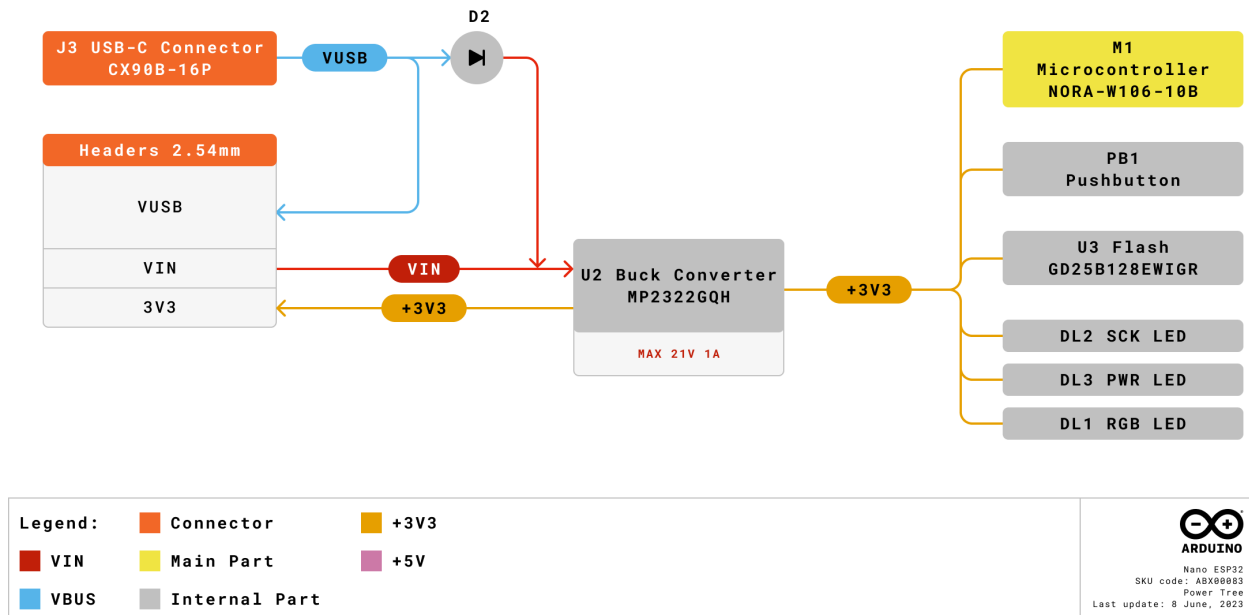 D2
J3 USB-C Connector
CX90B-16P
VUSB
Headers 2.54mm
VUSB
VIN
3V3
VIN
+3V3
U2 Buck Converter
MP2322GQH
MAX 21V 1A
+3V3
M1
Microcontroller
NORA-W106-10B
PB1
Pushbutton
U3 Flash
GD25B128EWIGR
DL2 SCK LED
DL3 PWR LED
DL1 RGB LED
Legend:
Connector
+3V3
VIN
Main Part
+5V
VBUS
Internal Part
ARDUINO
Nano ESP32
SKU code: ABX00083
Power Tree
Last update: 8 June, 2023